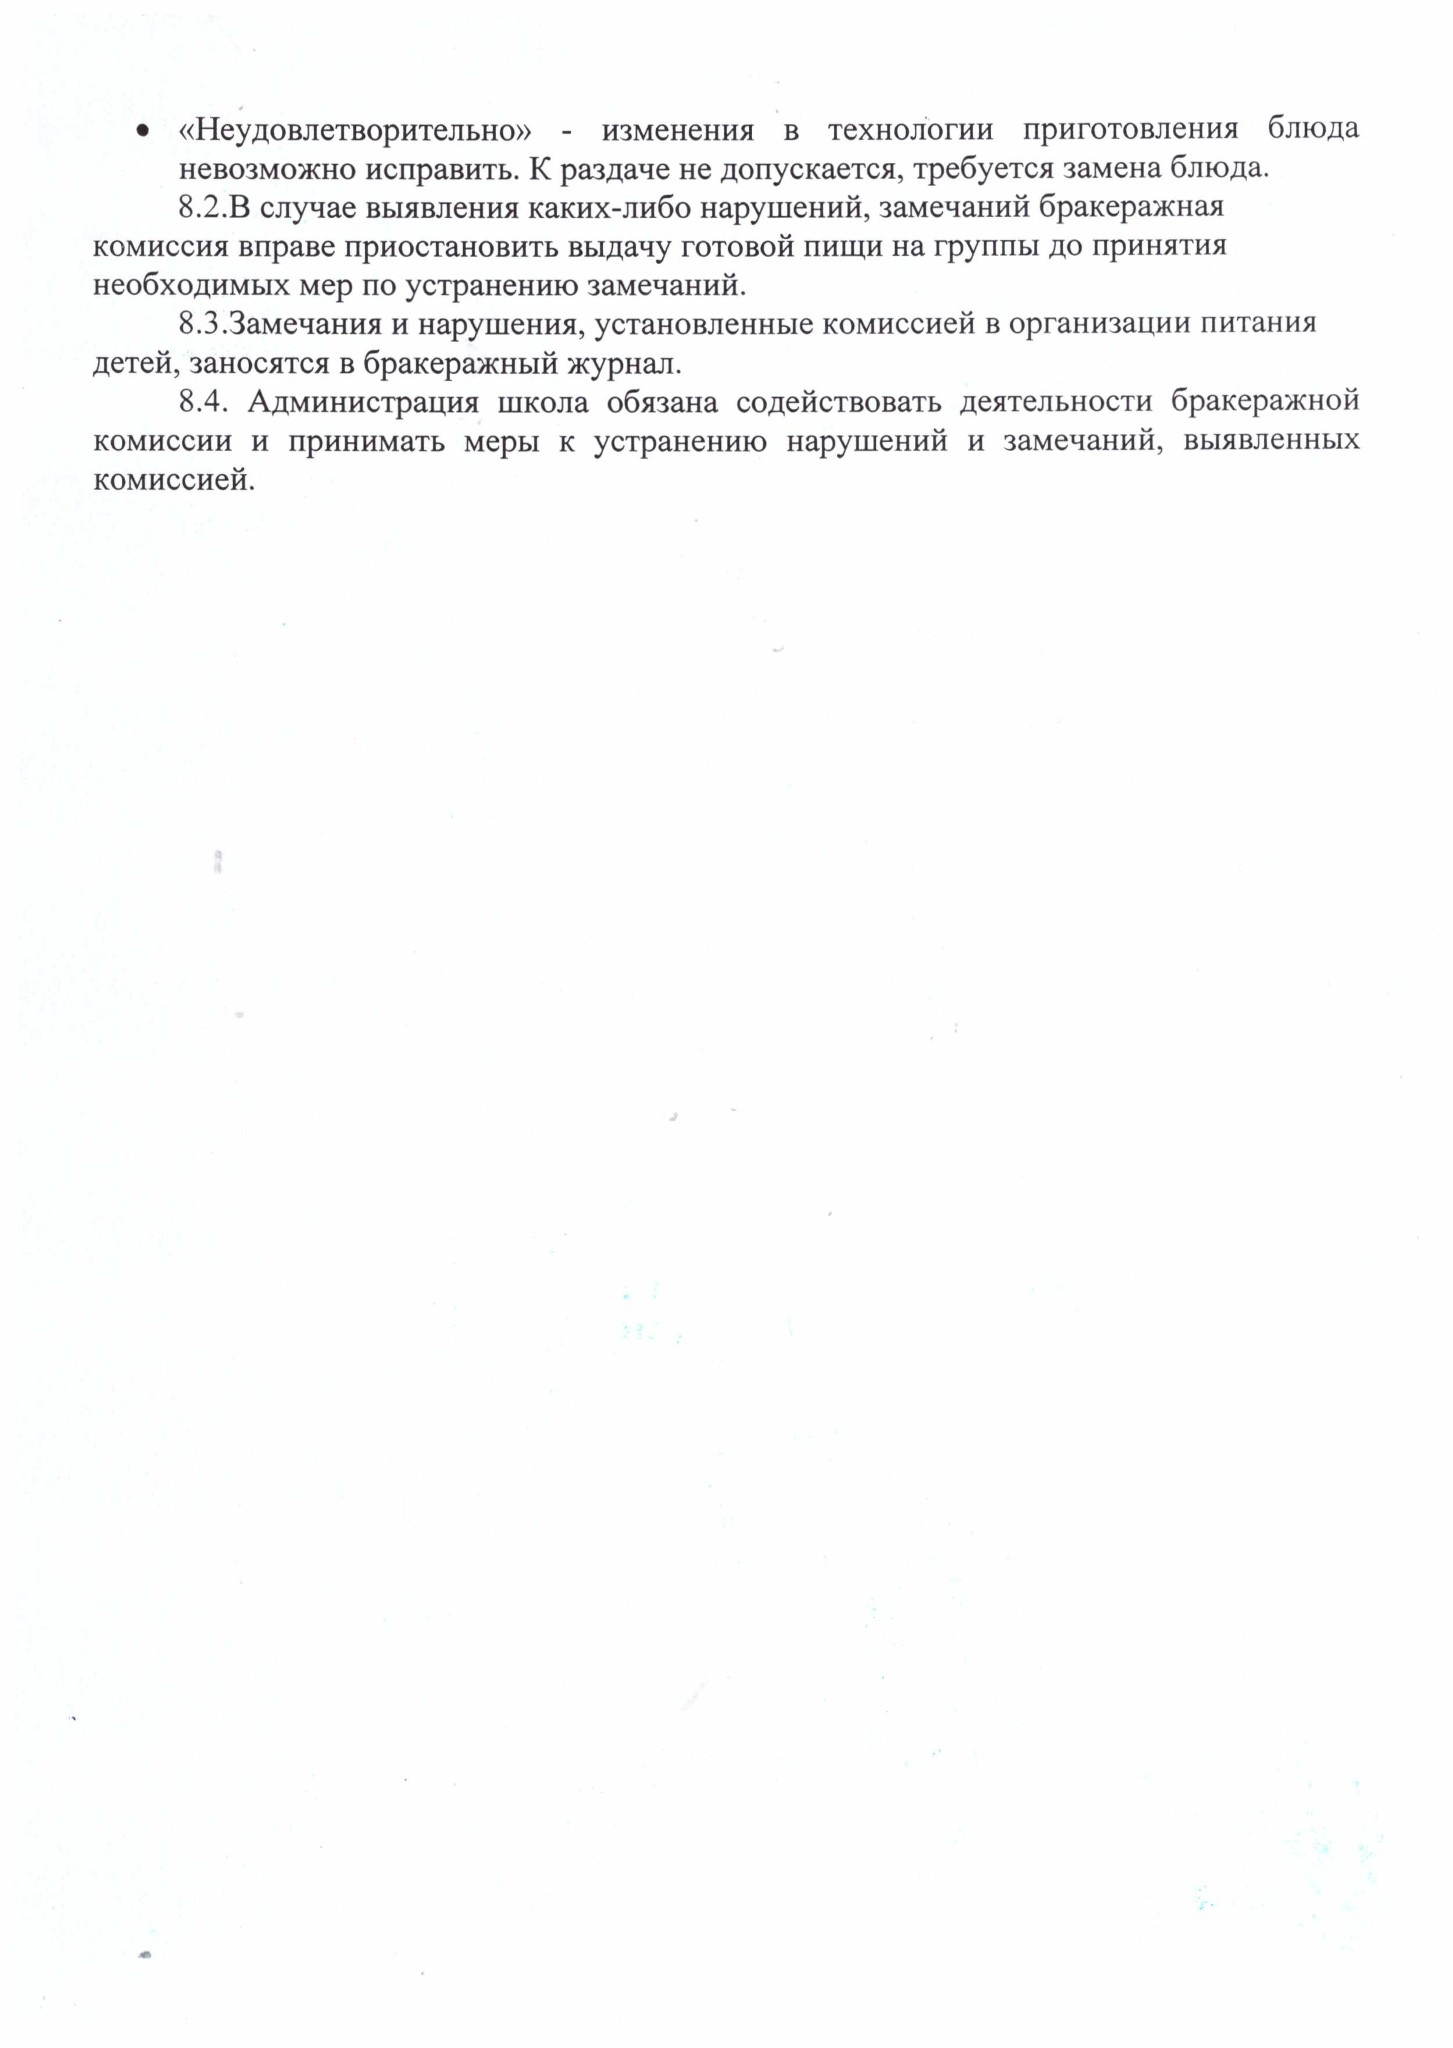 • «Неудовлетворительно» - изменения в технологии приготовления блюда
невозможно исправить. К раздаче не допускается, требуется замена блюда.
8.2.В случае выявления каких-либо нарушений, замечаний бракеражная
комиссия вправе приостановить выдачу готовой пищи на группы до принятия
необходимых мер по устранению замечаний.
8.3.Замечания и нарушения, установленные комиссией в организации питания
детей, заносятся в бракеражный журнал.
8.4. Администрация школа обязана содействовать деятельности бракеражной
комиссии и принимать меры к устранению нарушений и замечаний, выявленных
комиссией.